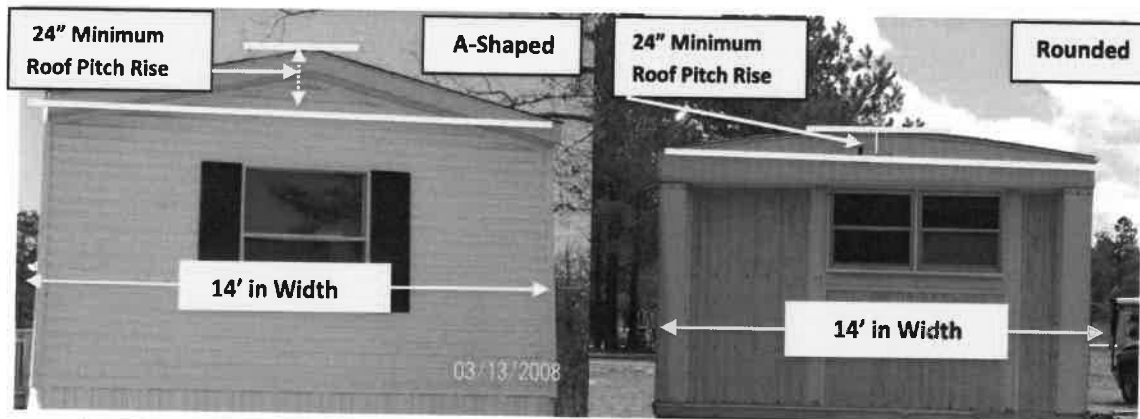 24” Minimum
Roof Pitch Rise
A-Shaped
24” Minimum
Roof Pitch Rise
Rounded
14’ in Width
14’ in Width
03/13/2008